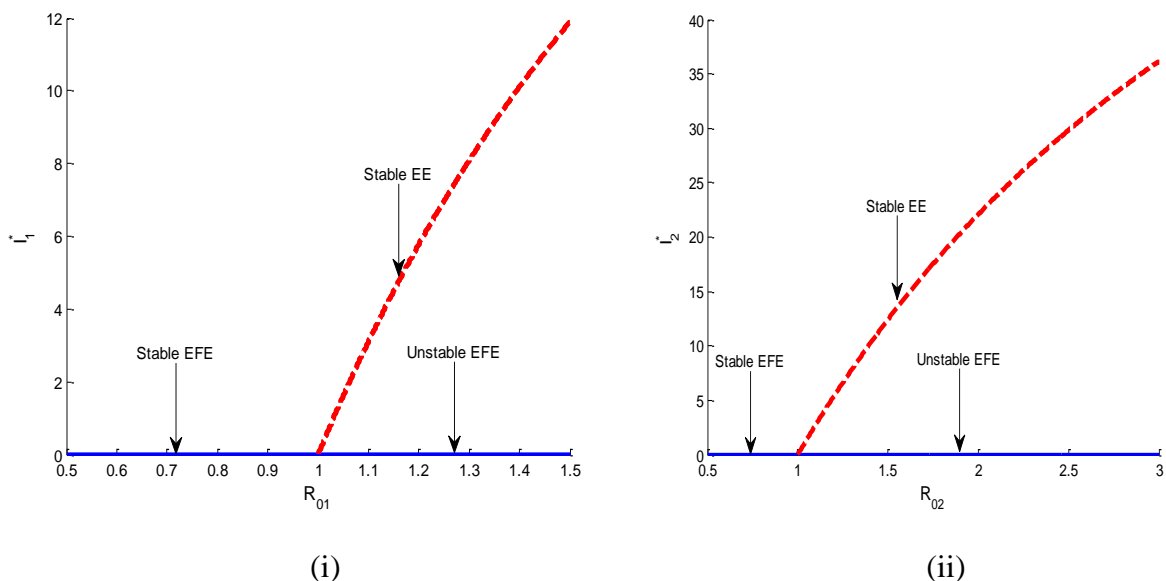 12
10
8
6
4
2
0
I₁*
Stable EE
Stable EFE
Unstable EFE
0.5 0.6 0.7 0.8 0.9 1 1.1 1.2 1.3 1.4 1.5
R₀₁
(i)
40
35
30
25
20
15
10
5
0
I₂*
Stable EE
Stable EFE
Unstable EFE
0.5 1 1.5 2 2.5 3
R₀₂
(ii)